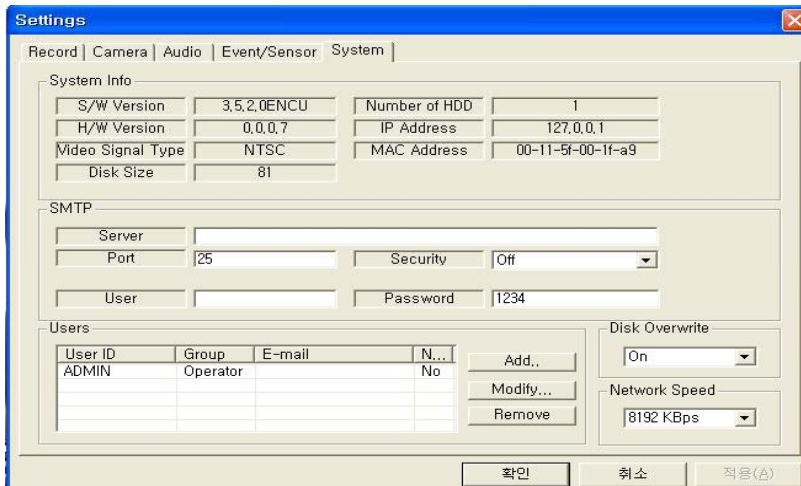 Settings
Record Camera Audio Event/Sensor System
System Info
S/W Version 3,5,2,0ENCU Number of HDD 1
H/W Version 0,0,0,7 IP Address 127,0,0,1
Video Signal Type NTSC MAC Address 00-11-5f-00-1f-a9
Disk Size 81
SMTP
Server
Port 25 Security Off
User Password 1234
Users Disk Overwrite
User ID Group E-mail N... Add.. On
ADMIN Operator No
Modify... Network Speed
Remove 8192 KBps
확인 취소 적용(A)